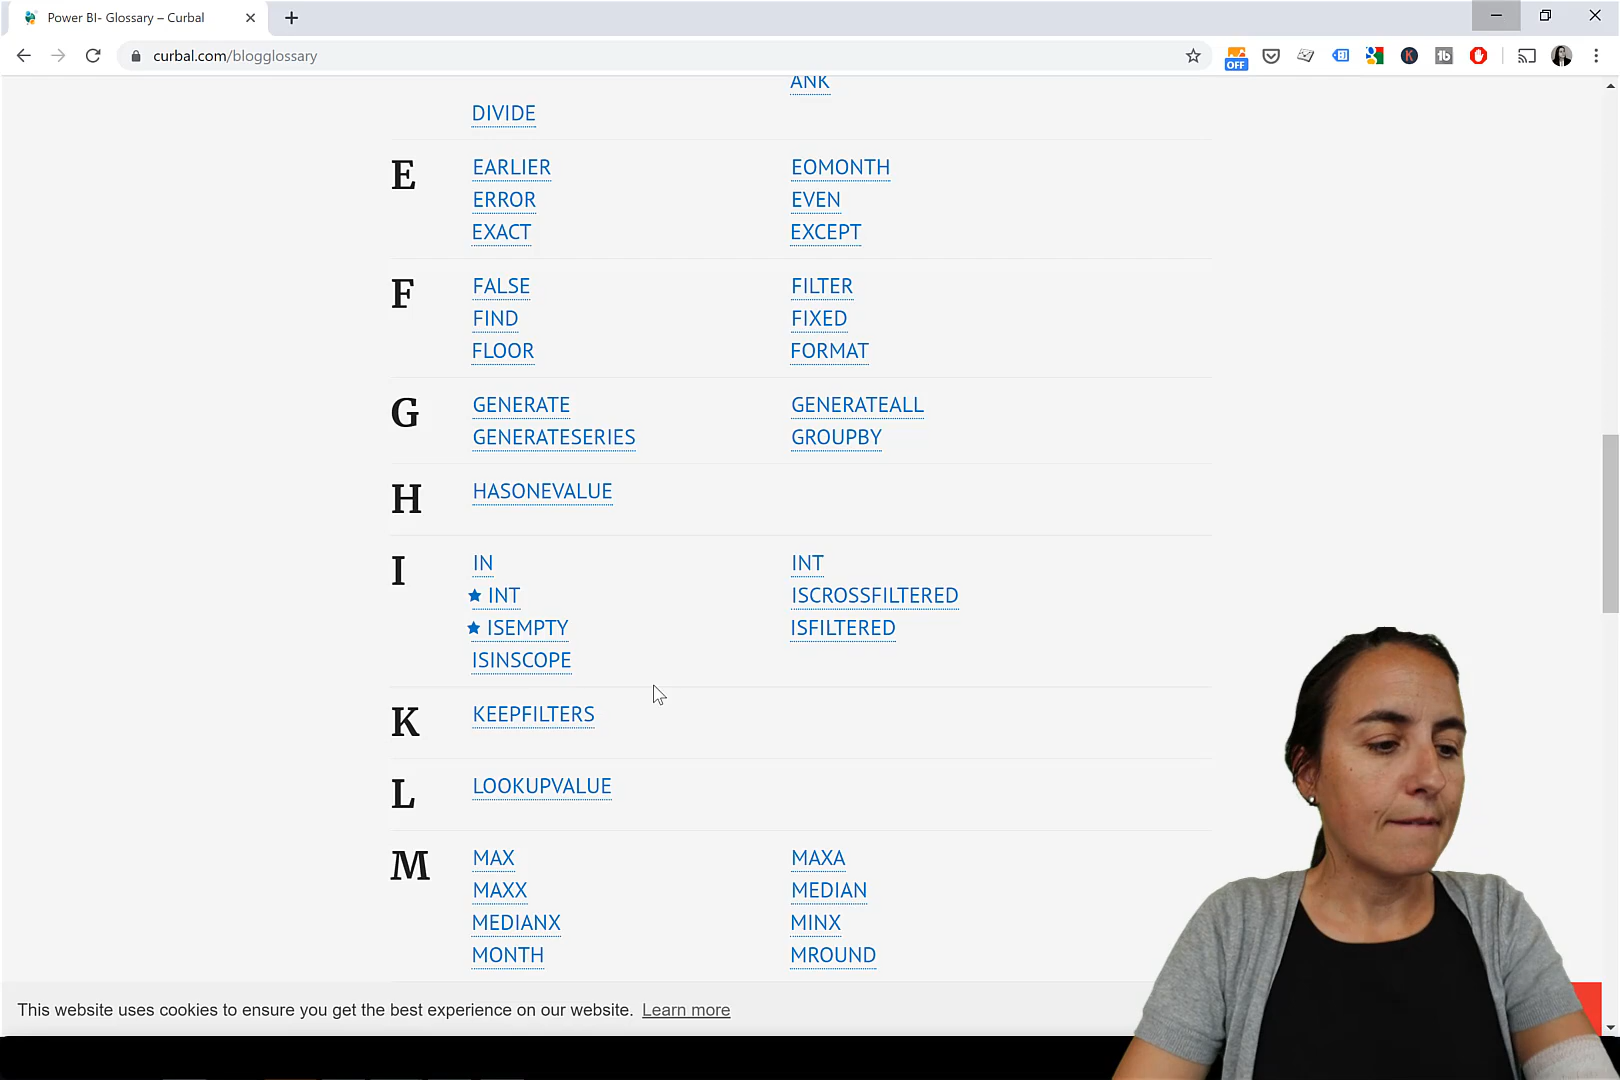 Power BI- Glossary – Curbal
curbal.com/blogglossary
OFF
K
tb
ANK
DIVIDE
E
EARLIER EOMONTH
ERROR EVEN
EXACT EXCEPT
F
FALSE FILTER
FIND FIXED
FLOOR FORMAT
G
GENERATE GENERATEALL
GENERATESERIES GROUPBY
H
HASONEVALUE
I
IN INT
★ INT ISCROSSFILTERED
★ ISEMPTY ISFILTERED
ISINSCOPE
K
KEEPFILTERS
L
LOOKUPVALUE
M
MAX MAXA
MAXX MEDIAN
MEDIANX MINX
MONTH MROUND
This website uses cookies to ensure you get the best experience on our website. Learn more